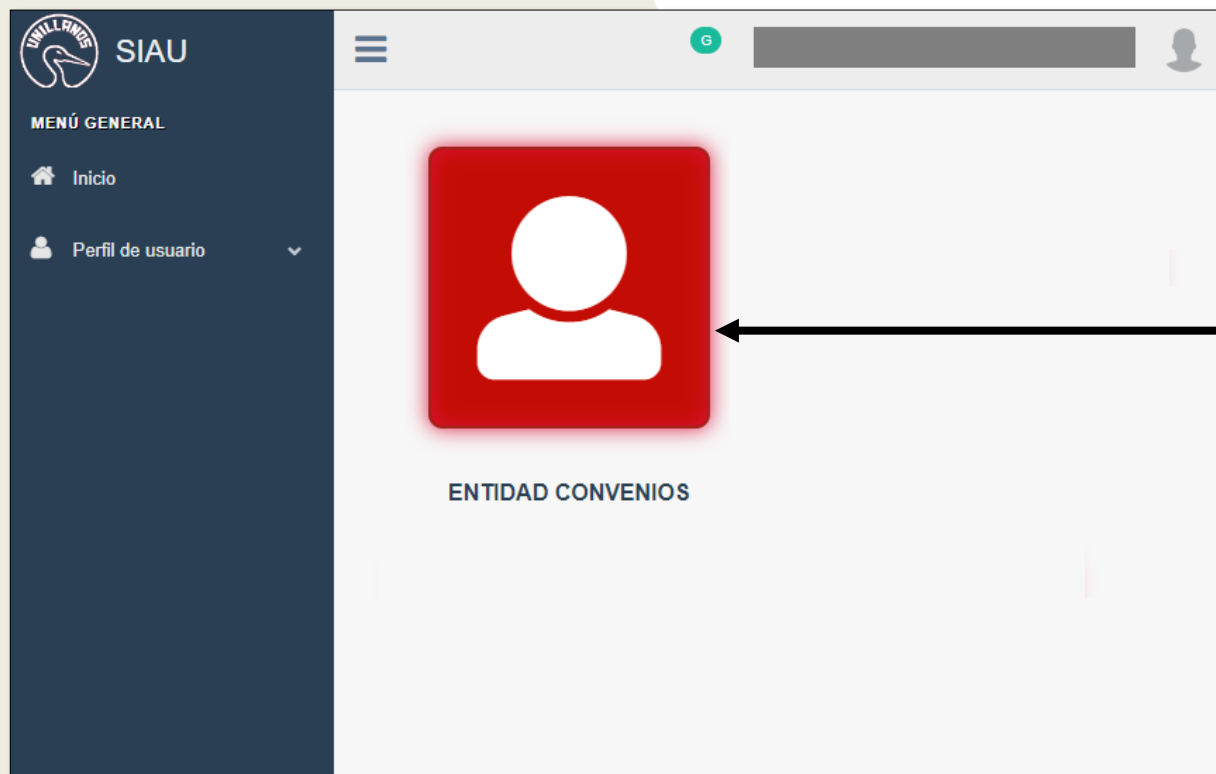 UNILLANOS
SIAU
G
MENÚ GENERAL
Inicio
Perfil de usuario
ENTIDAD CONVENIOS